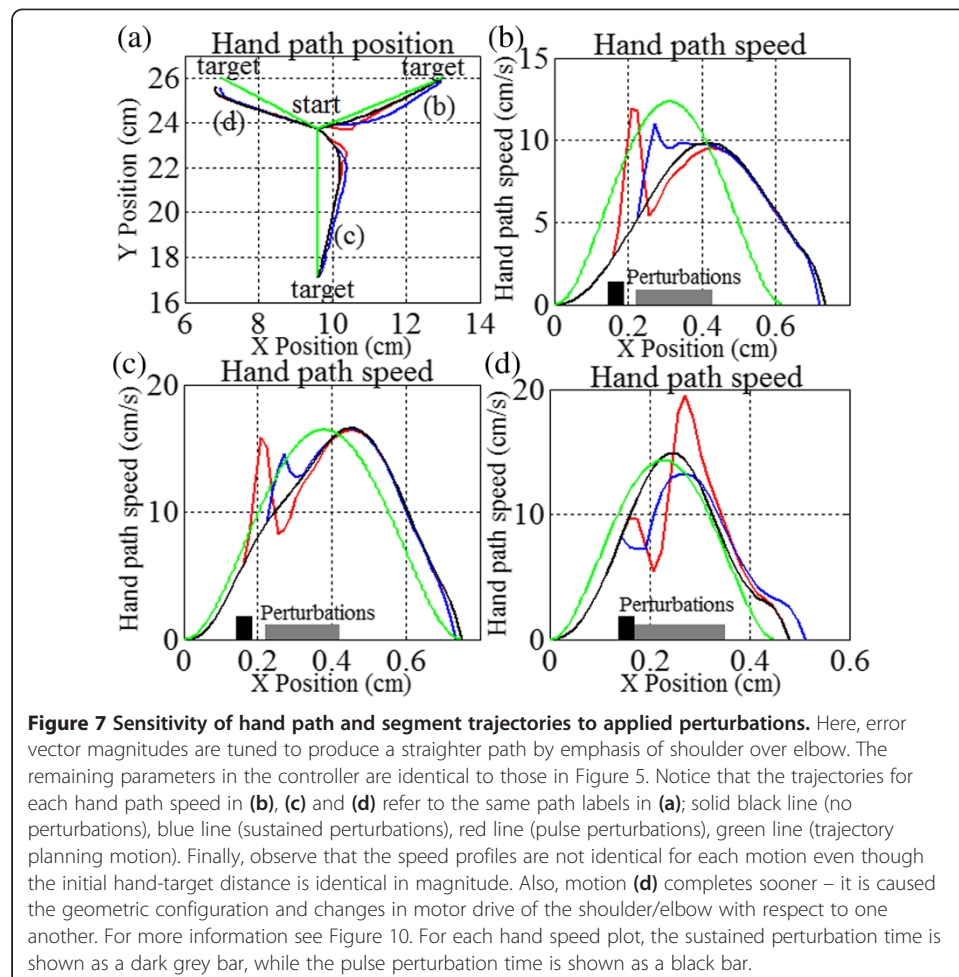 (a)
Hand path position
26
24
22
20
18
16
Y Position (cm)
target
target
start
(d)
(b)
(c)
target
6 8 10 12 14
X Position (cm)
(b)
Hand path speed
15
10
5
0
Hand path speed (cm/s)
Perturbations
0 0.2 0.4 0.6
X Position (cm)
(c)
Hand path speed
20
10
0
Hand path speed (cm/s)
Perturbations
0 0.2 0.4 0.6
X Position (cm)
(d)
Hand path speed
20
10
0
Hand path speed (cm/s)
Perturbations
0 0.2 0.4 0.6
X Position (cm)
Figure 7 Sensitivity of hand path and segment trajectories to applied perturbations. Here, error
vector magnitudes are tuned to produce a straighter path by emphasis of shoulder over elbow. The
remaining parameters in the controller are identical to those in Figure 5. Notice that the trajectories for
each hand path speed in (b), (c) and (d) refer to the same path labels in (a); solid black line (no
perturbations), blue line (sustained perturbations), red line (pulse perturbations), green line (trajectory
planning motion). Finally, observe that the speed profiles are not identical for each motion even though
the initial hand-target distance is identical in magnitude. Also, motion (d) completes sooner – it is caused
the geometric configuration and changes in motor drive of the shoulder/elbow with respect to one
another. For more information see Figure 10. For each hand speed plot, the sustained perturbation time is
shown as a dark grey bar, while the pulse perturbation time is shown as a black bar.